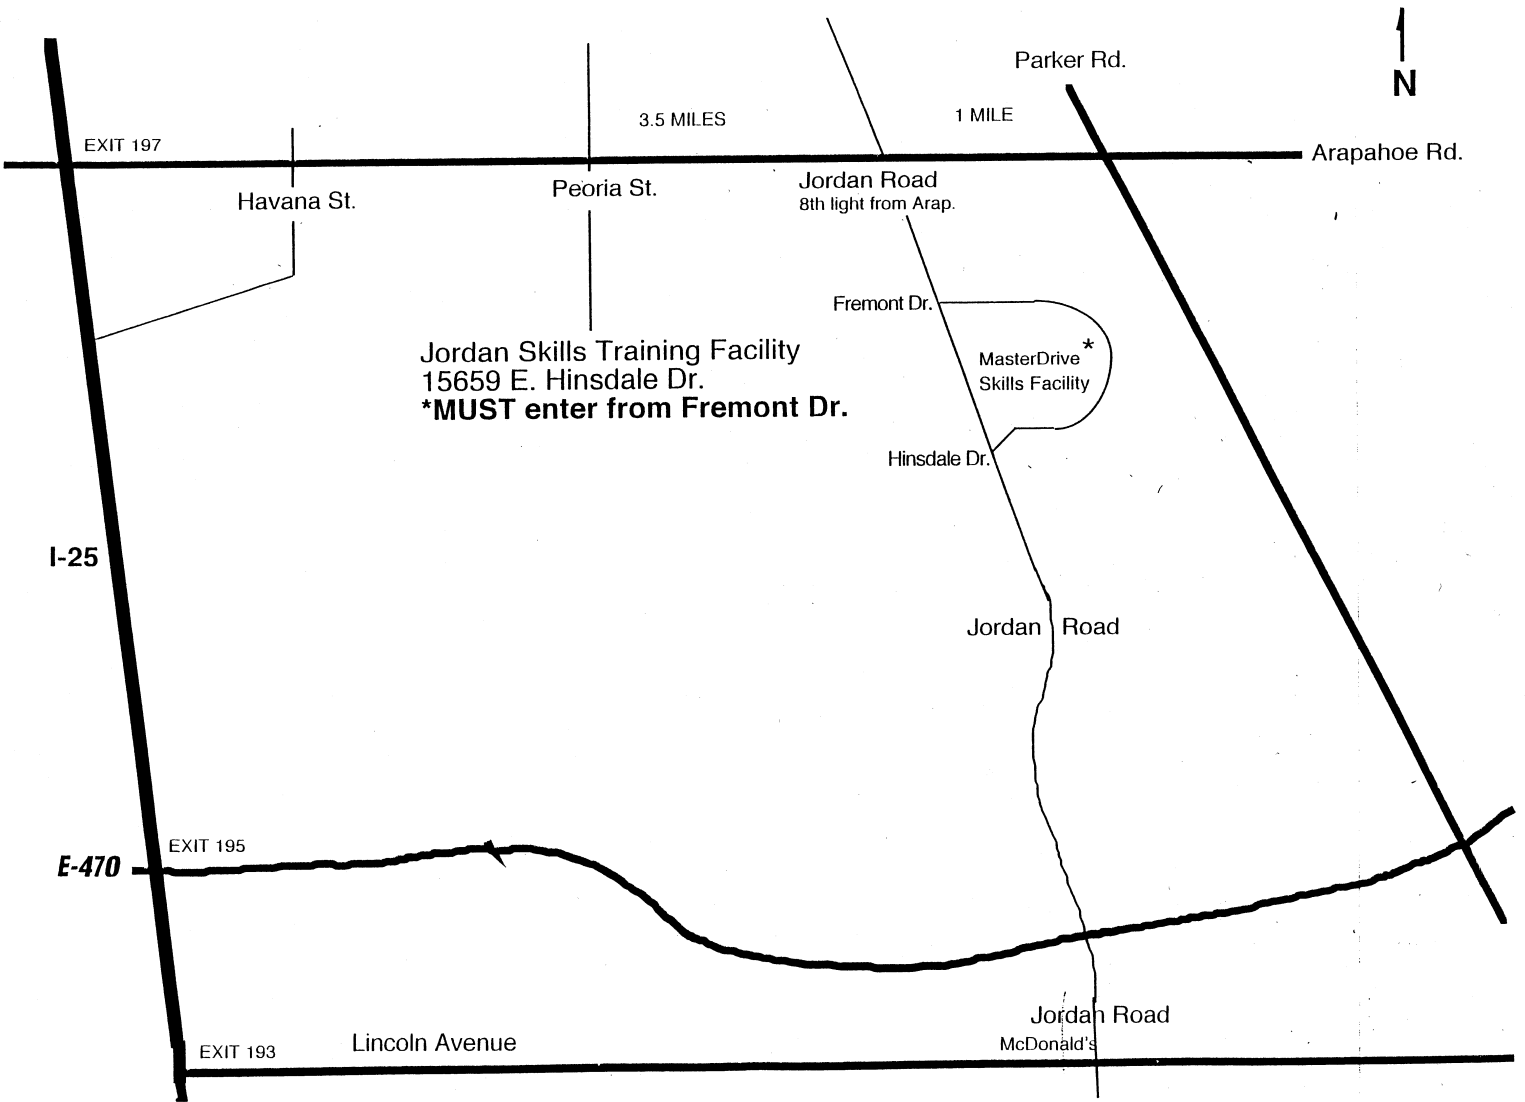 N
Parker Rd.
3.5 MILES
1 MILE
EXIT 197
Arapahoe Rd.
Havana St.
Peoria St.
Jordan Road
8th light from Arap.
Fremont Dr.
Jordan Skills Training Facility
15659 E. Hinsdale Dr.
*MUST enter from Fremont Dr.
MasterDrive *
Skills Facility
Hinsdale Dr.
I-25
Jordan Road
EXIT 195
E-470
Jordan Road
McDonald's
EXIT 193
Lincoln Avenue